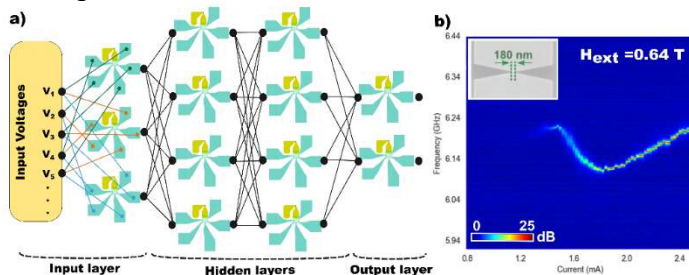 a)
Input Voltages
V1
V2
V3
V4
V5
Input layer
Hidden layers
Output layer
b)
180 nm
Hext =0.64 T
Frequency (GHz)
6.44
6.34
6.24
6.14
6.04
5.94
0 25
dB
0.8 1.2 1.6 2.0 2.4
Current (mA)